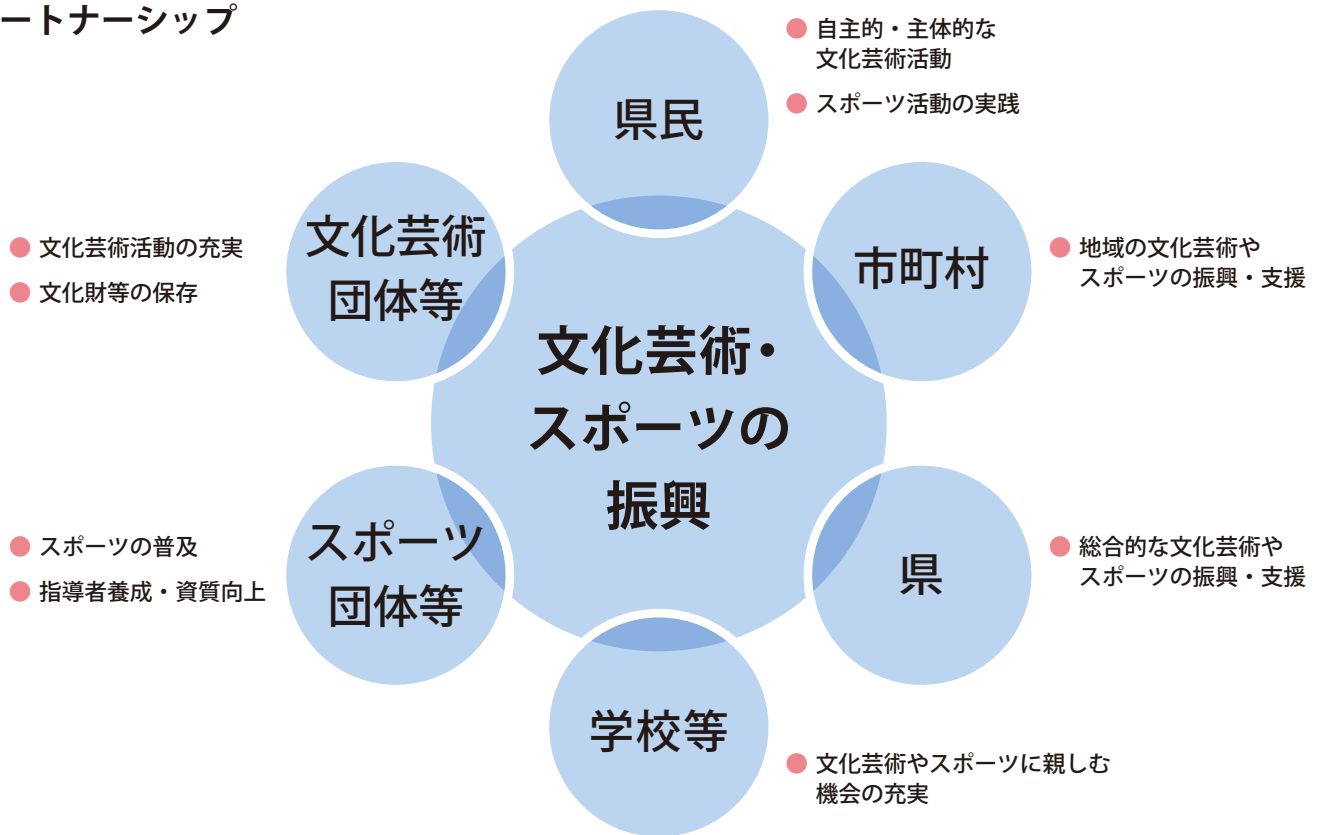 ートナーシップ
県民
● 自主的・主体的な
文化芸術活動
● スポーツ活動の実践
市町村
● 地域の文化芸術や
スポーツの振興・支援
県
● 総合的な文化芸術や
スポーツの振興・支援
学校等
● 文化芸術やスポーツに親しむ
機会の充実
スポーツ
団体等
● スポーツの普及
● 指導者養成・資質向上
文化芸術
団体等
● 文化芸術活動の充実
● 文化財等の保存
文化芸術・
スポーツの
振興